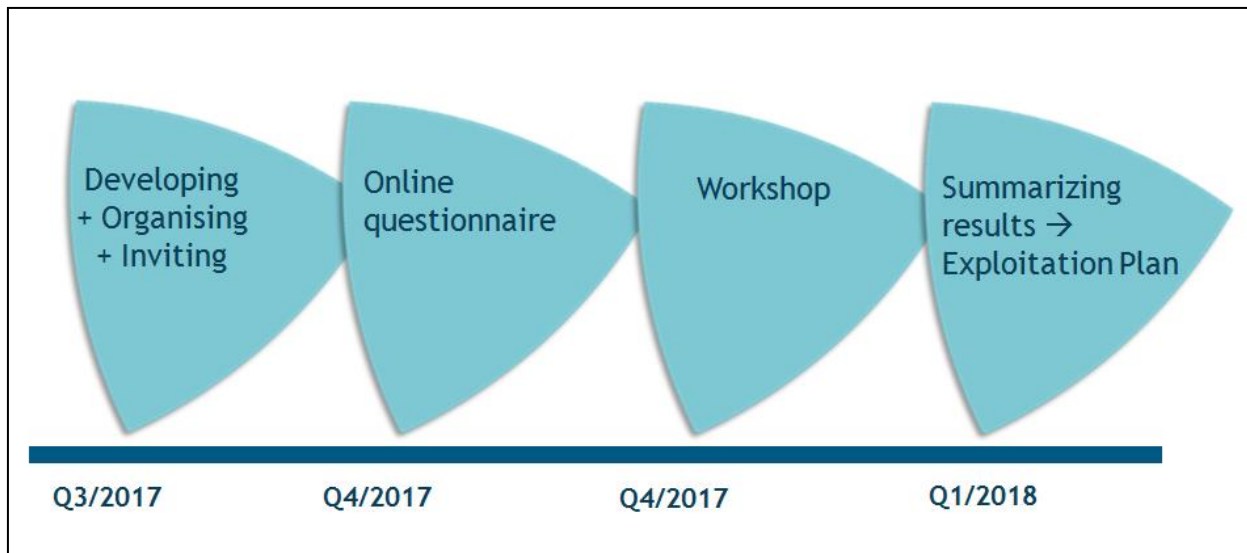 Developing
+ Organising
+ Inviting
Online
questionnaire
Workshop
Summarizing
results →
Exploitation Plan
Q3/2017
Q4/2017
Q4/2017
Q1/2018